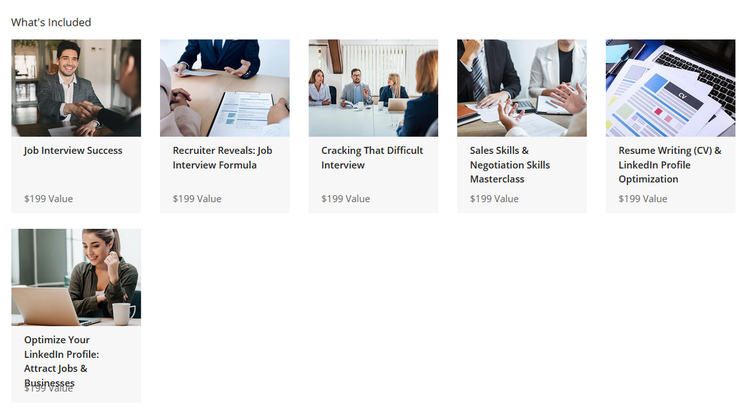 What's Included
Job Interview Success
$199 Value
Recruiter Reveals: Job
Interview Formula
$199 Value
Cracking That Difficult
Interview
$199 Value
Sales Skills &
Negotiation Skills
Masterclass
$199 Value
CV
Resume Writing (CV) &
LinkedIn Profile
Optimization
$199 Value
Optimize Your
LinkedIn Profile:
Attract Jobs &
Businesses
$199 Value